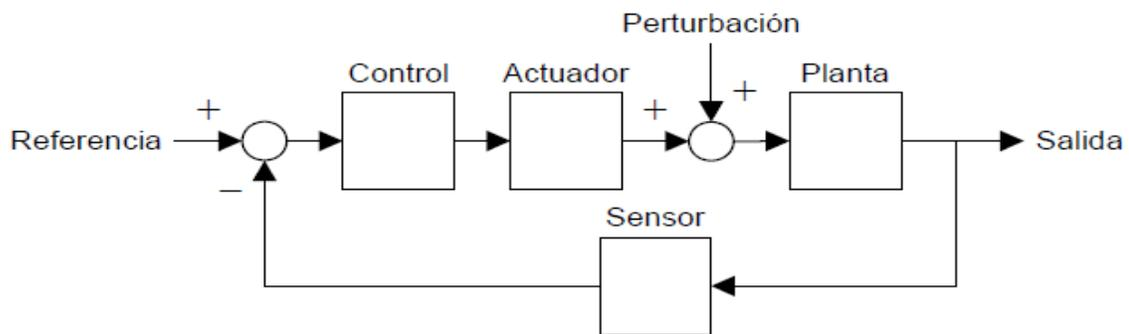 Perturbación
Control
Actuador
Planta
+
+
+
Referencia
Salida
−
Sensor